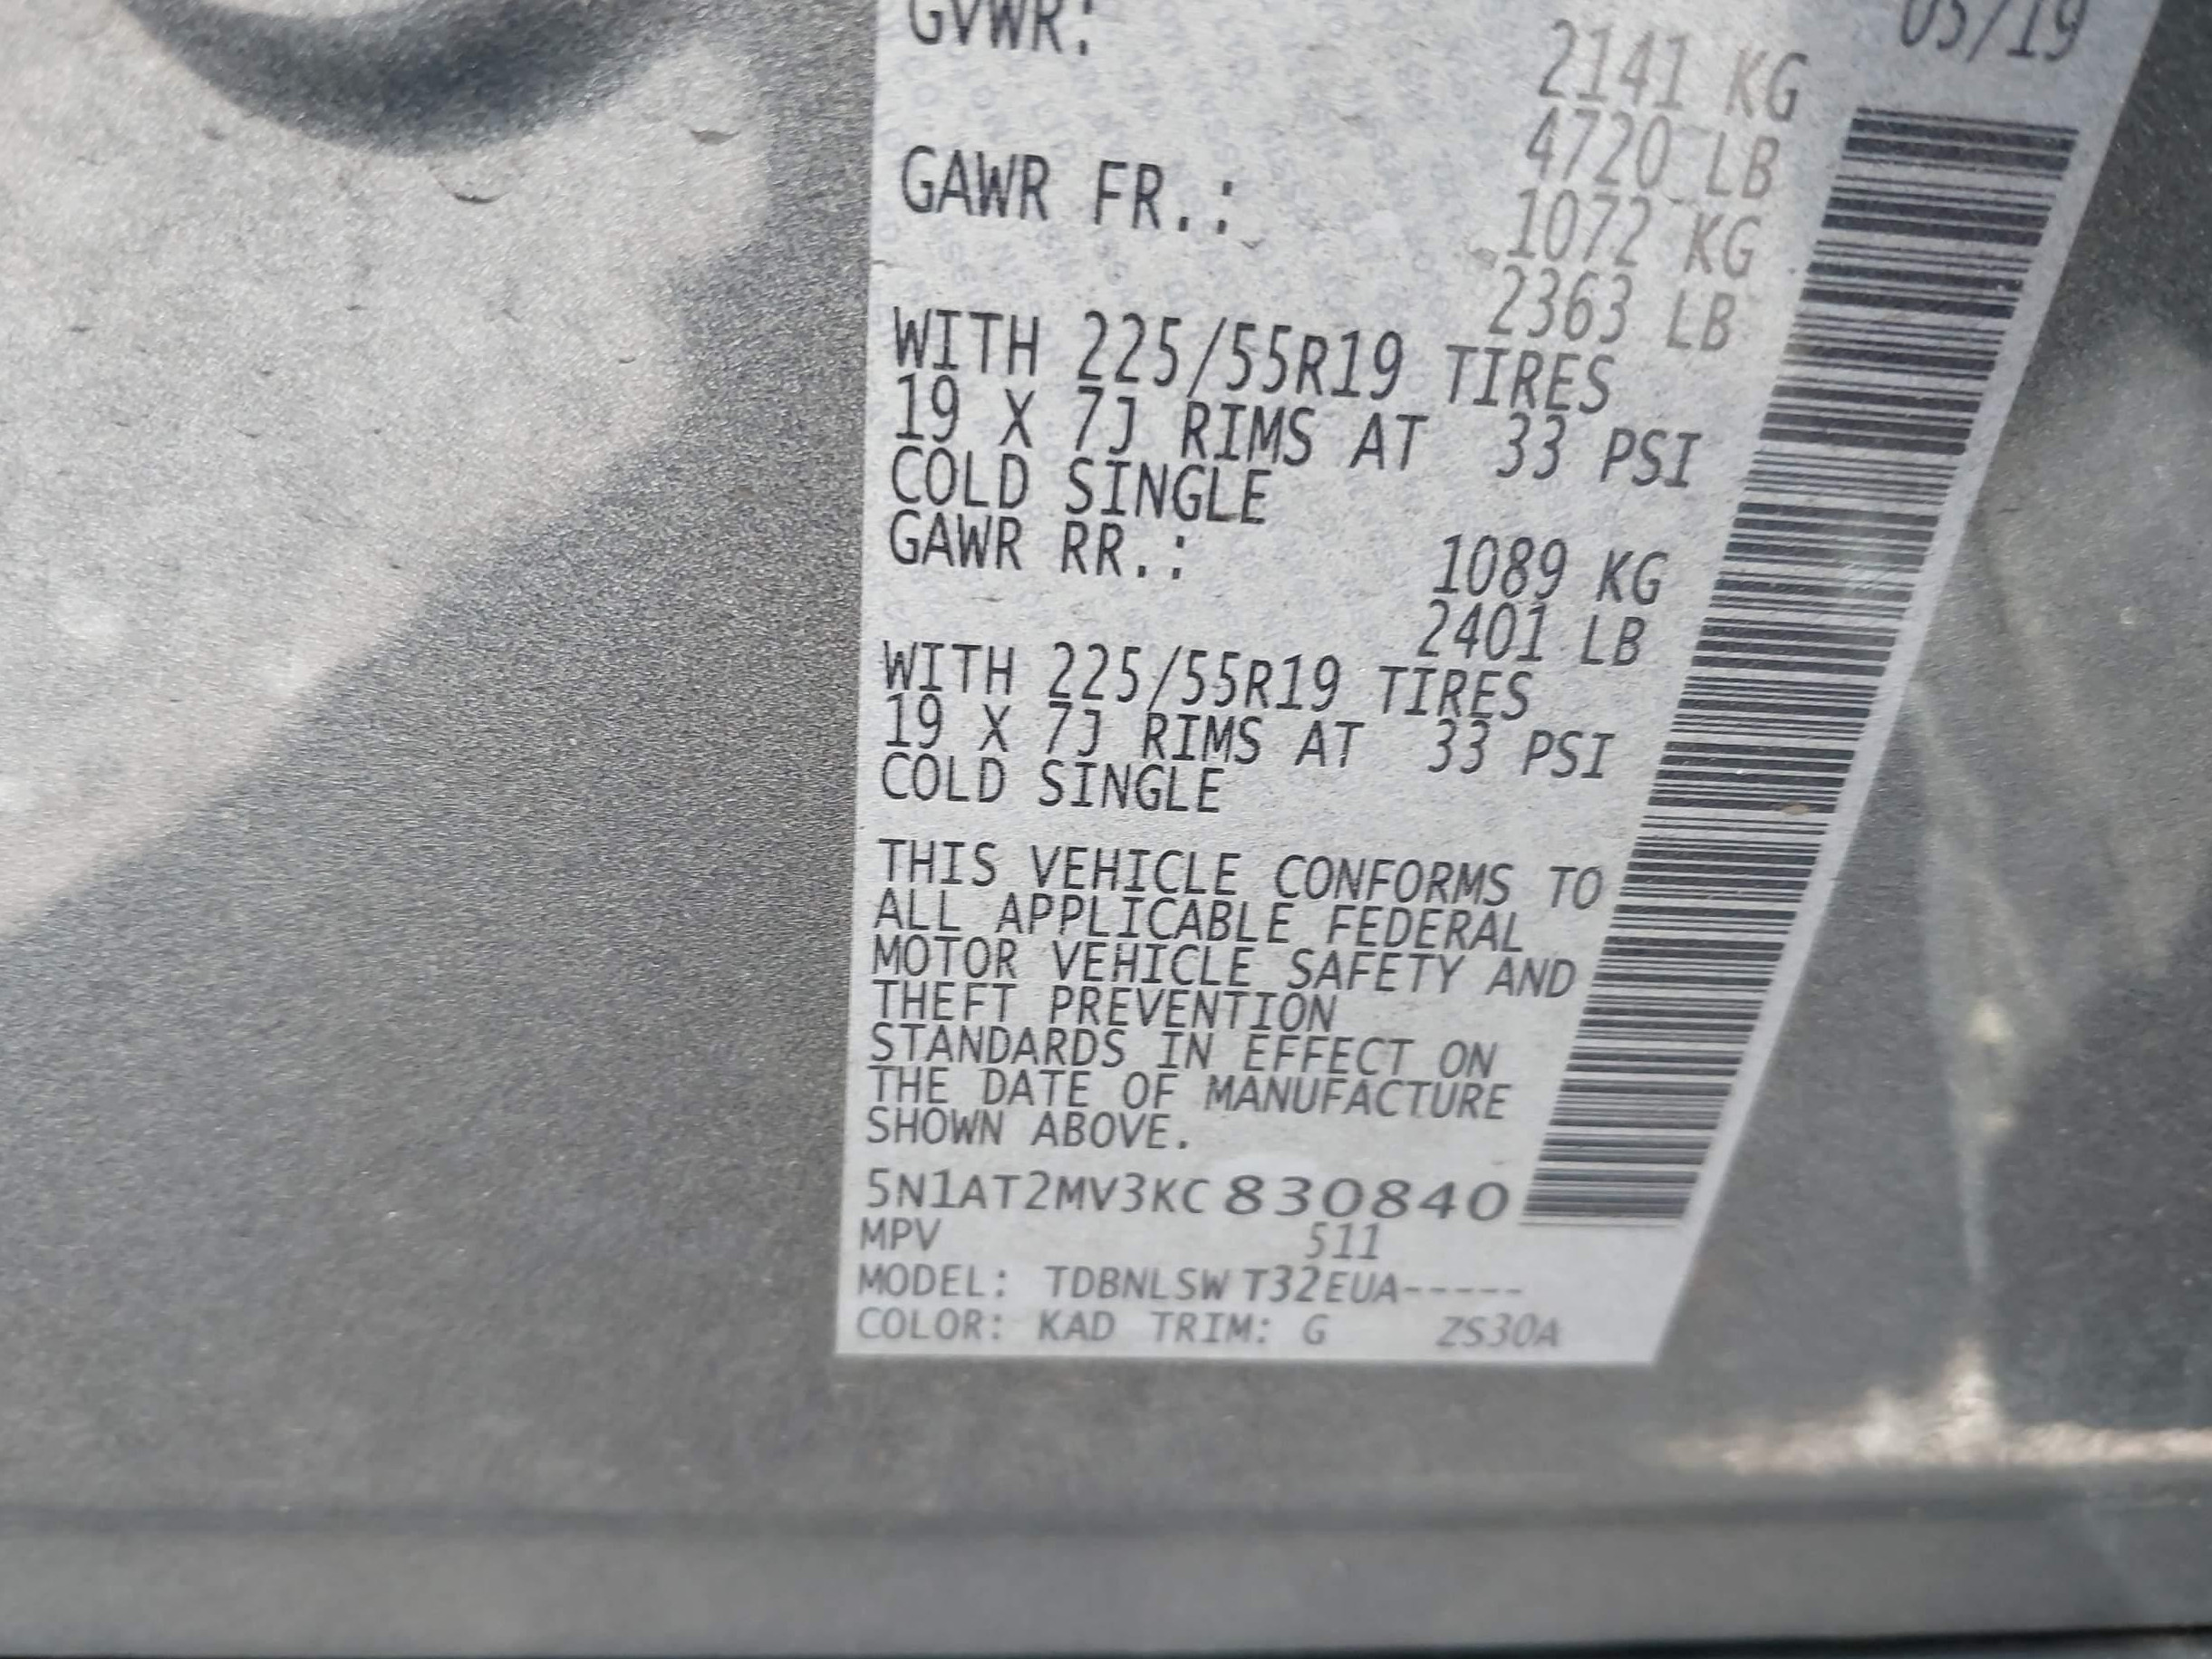 GVWR:
05/19
2141 KG
4720 LB
GAWR FR.:
1072 KG
2363 LB
WITH 225/55R19 TIRES
19 X 7J RIMS AT 33 PSI
COLD SINGLE
GAWR RR.:
1089 KG
2401 LB
WITH 225/55R19 TIRES
19 X 7J RIMS AT 33 PSI
COLD SINGLE
THIS VEHICLE CONFORMS TO
ALL APPLICABLE FEDERAL
MOTOR VEHICLE SAFETY AND
THEFT PREVENTION
STANDARDS IN EFFECT ON
THE DATE OF MANUFACTURE
SHOWN ABOVE.
5N1AT2MV3KC830840
MPV 511
MODEL: TDBNLSW T32EUA-----
COLOR: KAD TRIM: G ZS30A